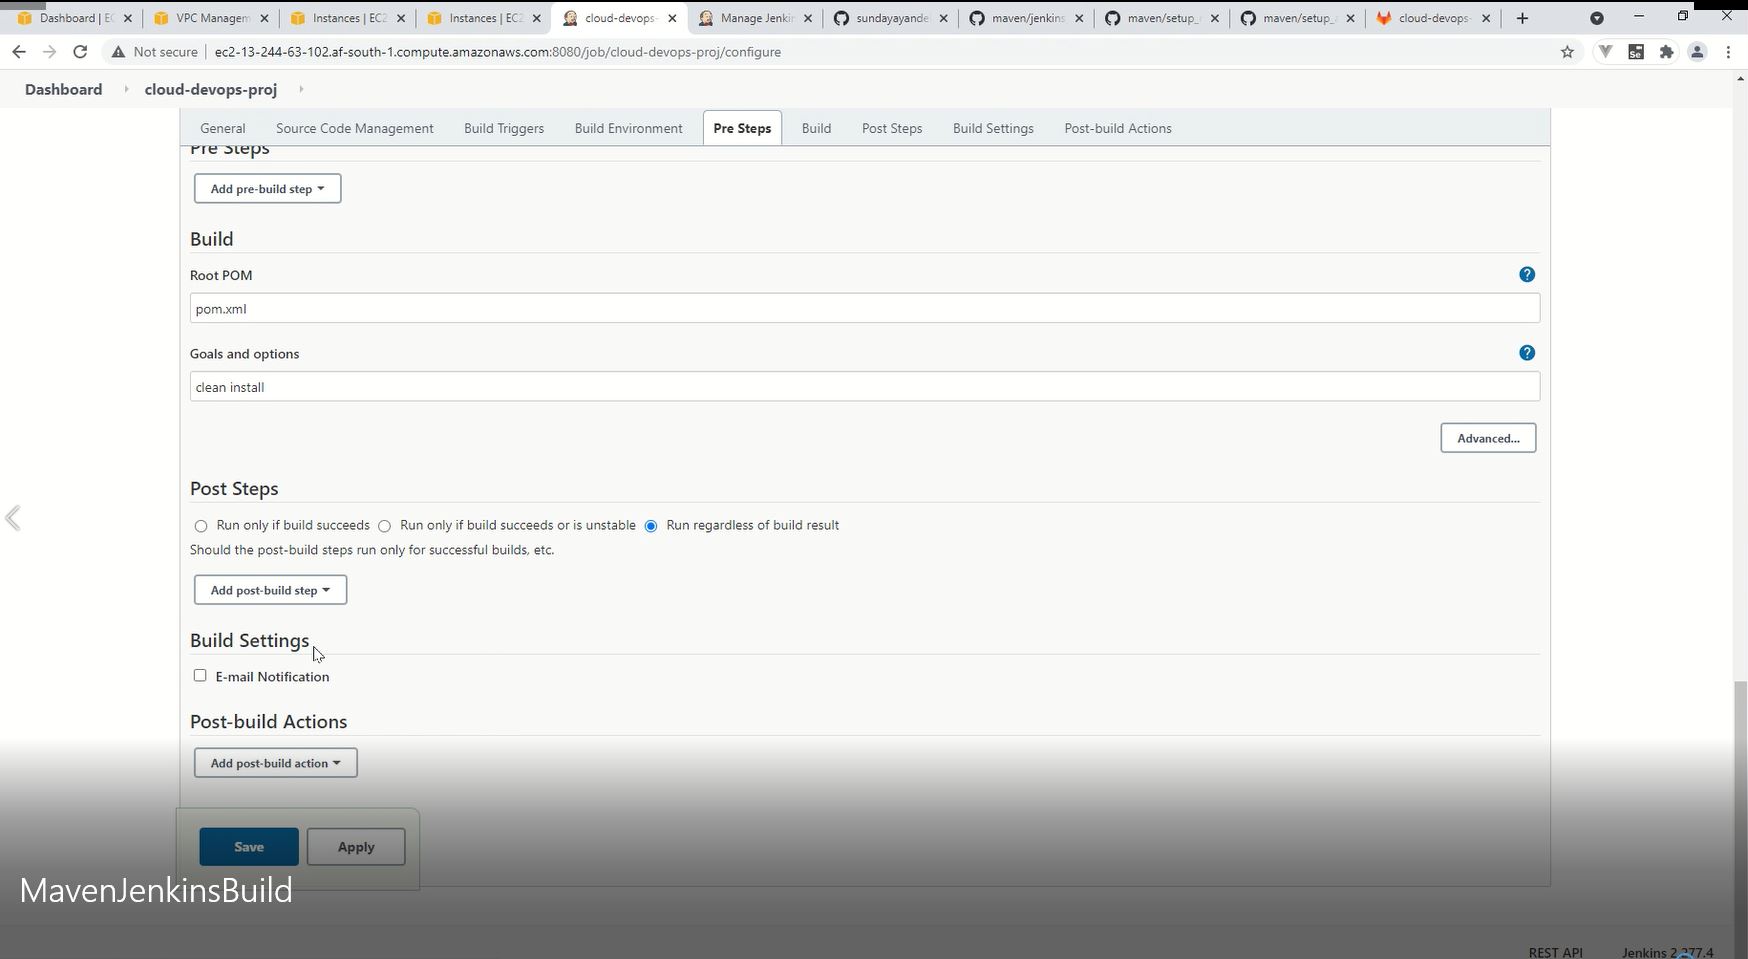 Dashboard | EC
VPC Managem
Instances | EC2
Instances | EC2
cloud-devops-
Manage Jenkin
sundayayande
maven/jenkins
maven/setup_
maven/setup_
cloud-devops-
Not secure | ec2-13-244-63-102.af-south-1.compute.amazonaws.com:8080/job/cloud-devops-proj/configure
Dashboard cloud-devops-proj
General Source Code Management Build Triggers Build Environment Pre Steps Build Post Steps Build Settings Post-build Actions
Pre Steps
Add pre-build step
Build
Root POM
pom.xml
Goals and options
clean install
Advanced...
Post Steps
Run only if build succeeds Run only if build succeeds or is unstable Run regardless of build result
Should the post-build steps run only for successful builds, etc.
Add post-build step
Build Settings
E-mail Notification
Post-build Actions
Add post-build action
Save Apply
MavenJenkinsBuild
REST API Jenkins 2.277.4